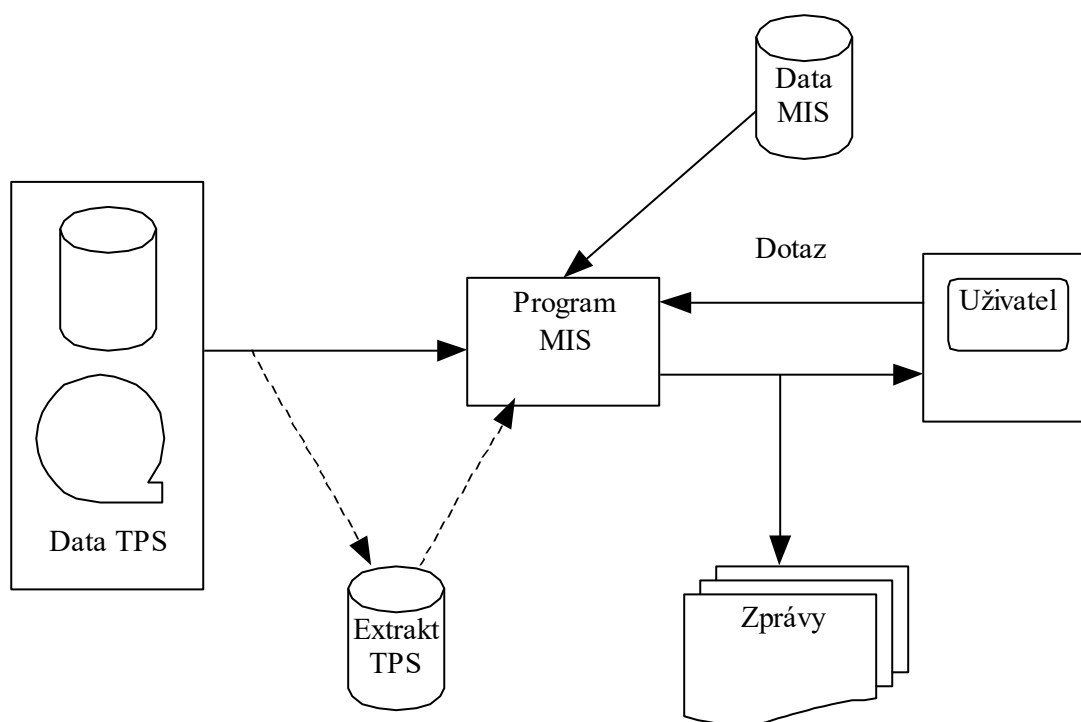 Data
MIS
Dotaz
Program
MIS
Uživatel
Data TPS
Extrakt
TPS
Zprávy